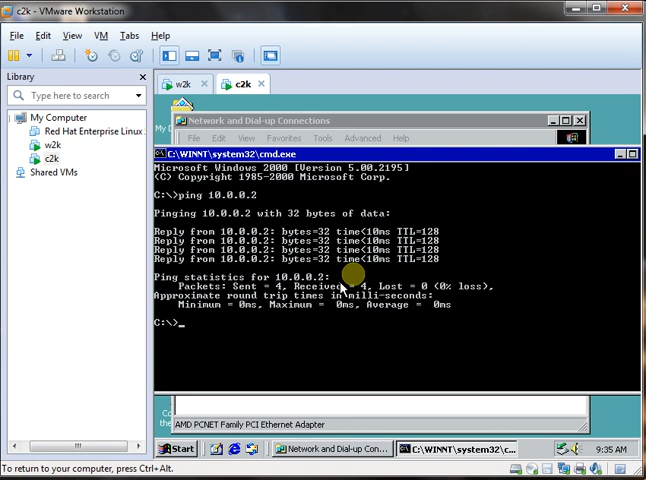 c2k - VMware Workstation
File Edit View VM Tabs Help
Library
Type here to search
My Computer
Red Hat Enterprise Linux
w2k
c2k
Shared VMs
w2k
c2k
My D
Network and Dial-up Connections
File Edit View Favorites Tools Advanced Help
C:\WINNT\system32\cmd.exe
Microsoft Windows 2000 [Version 5.00.2195]
(C) Copyright 1985-2000 Microsoft Corp.
C:\>ping 10.0.0.2
Pinging 10.0.0.2 with 32 bytes of data:
Reply from 10.0.0.2: bytes=32 time<10ms TTL=128
Reply from 10.0.0.2: bytes=32 time<10ms TTL=128
Reply from 10.0.0.2: bytes=32 time<10ms TTL=128
Reply from 10.0.0.2: bytes=32 time<10ms TTL=128
Ping statistics for 10.0.0.2:
Packets: Sent = 4, Received = 4, Lost = 0 (0% loss),
Approximate round trip times in milli-seconds:
Minimum = 0ms, Maximum = 0ms, Average = 0ms
C:\>_
Co
the
AMD PCNET Family PCI Ethernet Adapter
Start
Network and Dial-up Con...
C:\WINNT\system32\c...
9:35 AM
To return to your computer, press Ctrl+Alt.